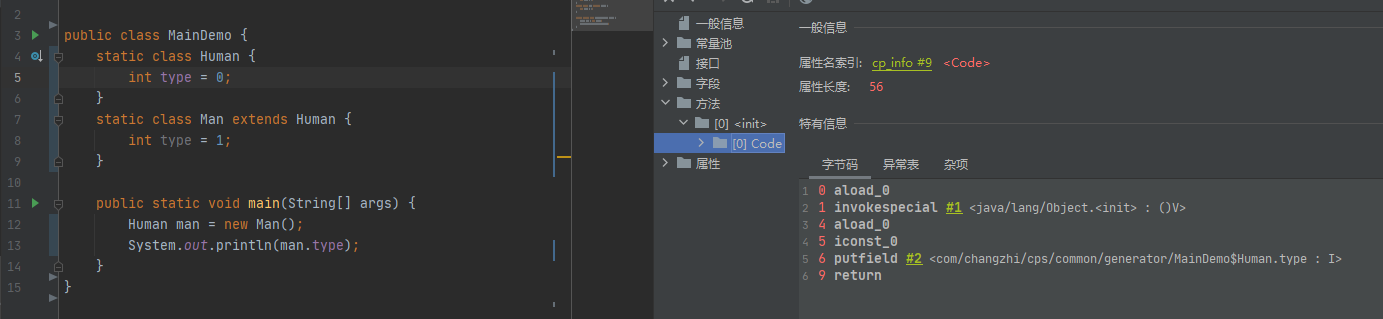 2
3 public class MainDemo {
4 static class Human {
5 int type = 0;
6 }
7 static class Man extends Human {
8 int type = 1;
9 }
10
11 public static void main(String[] args) {
12 Human man = new Man();
13 System.out.println(man.type);
14 }
15 }
一般信息
常量池
接口
字段
方法
[0] <init>
[0] Code
属性
一般信息
属性名索引: cp_info #9 <Code>
属性长度: 56
特有信息
字节码 异常表 杂项
1 0 aload_0
2 1 invokespecial #1 <java/lang/Object.<init> : ()V>
3 4 aload_0
4 5 iconst_0
5 6 putfield #2 <com/changzhi/cps/common/generator/MainDemo$Human.type : I>
6 9 return